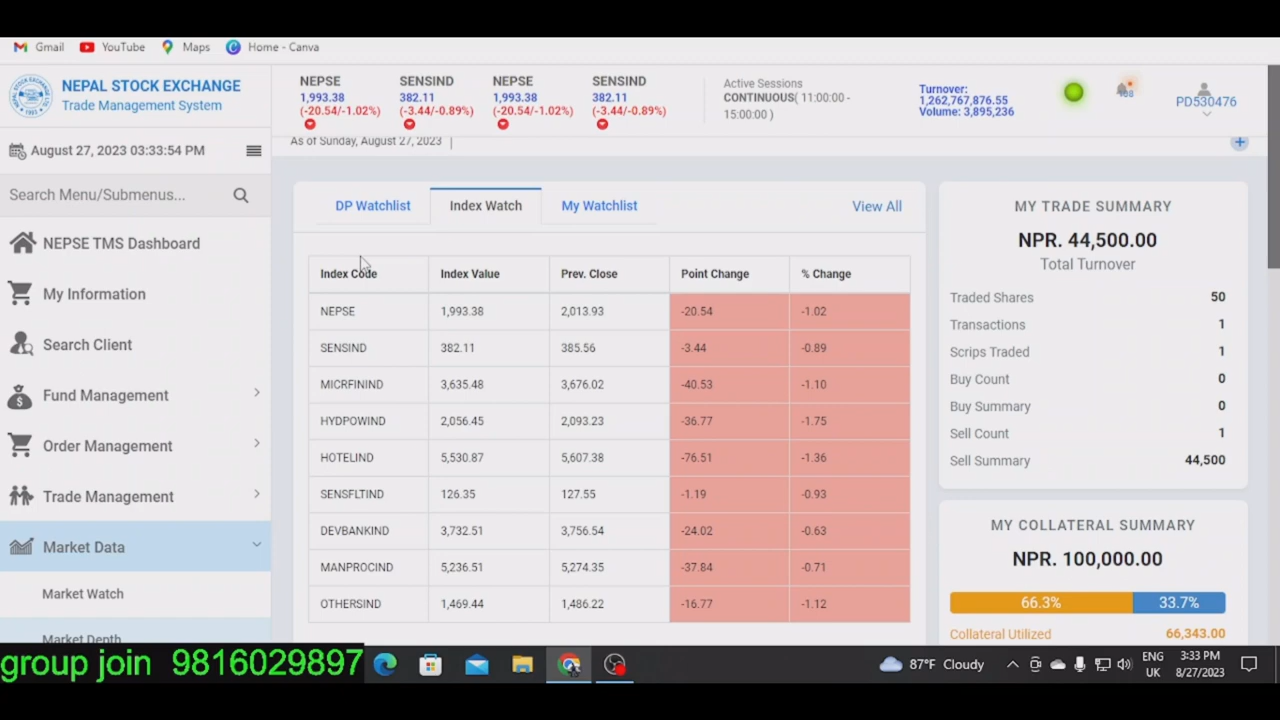 Gmail YouTube Maps Home - Canva
NEPAL STOCK EXCHANGE
Trade Management System
NEPSE SENSIND NEPSE SENSIND
1,993.38 382.11 1,993.38 382.11
(-20.54/-1.02%) (-3.44/-0.89%) (-20.54/-1.02%) (-3.44/-0.89%)
Active Sessions
CONTINUOUS( 11:00:00 -
15:00:00 )
Turnover:
1,262,767,876.55
Volume: 3,895,236
PD530476
August 27, 2023 03:33:54 PM
As of Sunday, August 27, 2023
Search Menu/Submenus...
NEPSE TMS Dashboard
My Information
Search Client
Fund Management
Order Management
Trade Management
Market Data
Market Watch
Market Depth
DP Watchlist Index Watch My Watchlist View All
Index Code Index Value Prev. Close Point Change % Change
NEPSE 1,993.38 2,013.93 -20.54 -1.02
SENSIND 382.11 385.56 -3.44 -0.89
MICRFININD 3,635.48 3,676.02 -40.53 -1.10
HYDPOWIND 2,056.45 2,093.23 -36.77 -1.75
HOTELIND 5,530.87 5,607.38 -76.51 -1.36
SENSFLTIND 126.35 127.55 -1.19 -0.93
DEVBANKIND 3,732.51 3,756.54 -24.02 -0.63
MANPROCIND 5,236.51 5,274.35 -37.84 -0.71
OTHERSIND 1,469.44 1,486.22 -16.77 -1.12
MY TRADE SUMMARY
NPR. 44,500.00
Total Turnover
Traded Shares 50
Transactions 1
Scrips Traded 1
Buy Count 0
Buy Summary 0
Sell Count 1
Sell Summary 44,500
MY COLLATERAL SUMMARY
NPR. 100,000.00
66.3% 33.7%
Collateral Utilized 66,343.00
group join 9816029897
87°F Cloudy
ENG
UK
3:33 PM
8/27/2023